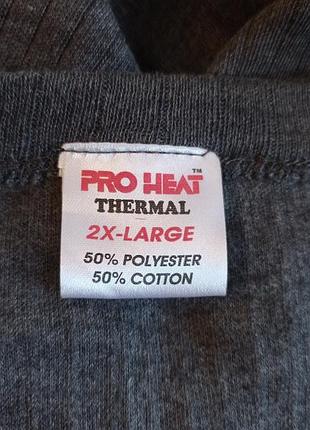 PRO HEAT™
THERMAL
2X-LARGE
50% POLYESTER
50% COTTON